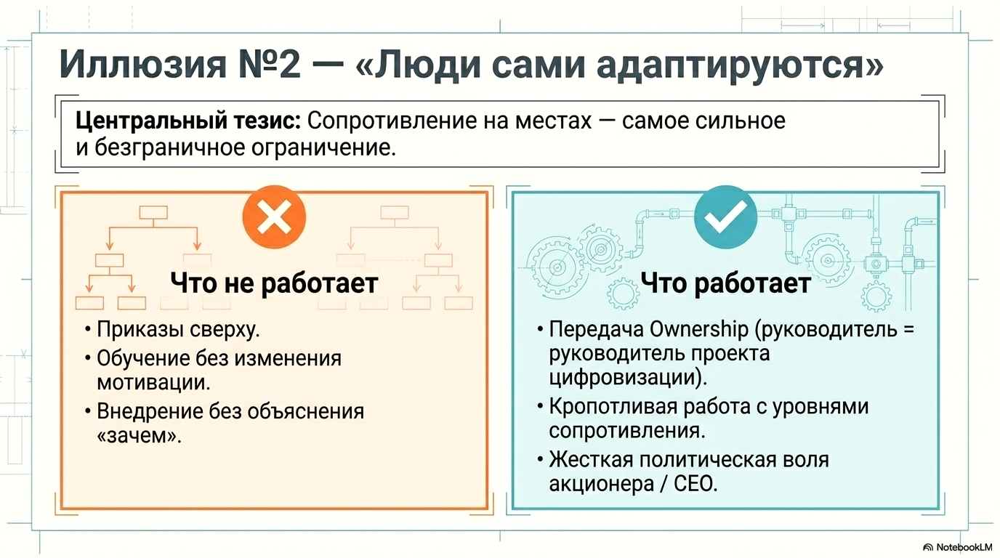 Иллюзия №2 — «Люди сами адаптируются»
Центральный тезис: Сопротивление на местах — самое сильное
и безграничное ограничение.
Что не работает
• Приказы сверху.
• Обучение без изменения
мотивации.
• Внедрение без объяснения
«зачем».
Что работает
• Передача Ownership (руководитель =
руководитель проекта
цифровизации).
• Кропотливая работа с уровнями
сопротивления.
• Жесткая политическая воля
акционера / CEO.
NotebookLM